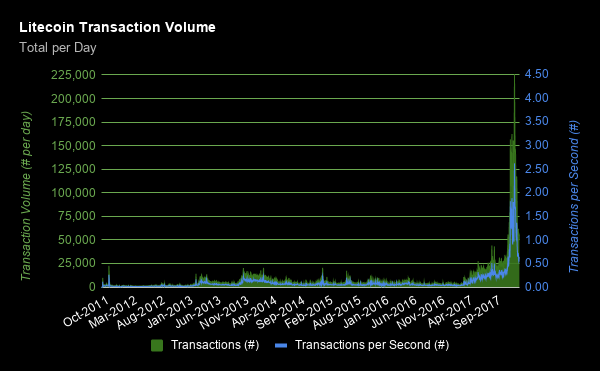 Litecoin Transaction Volume
Total per Day
225,000
200,000
175,000
150,000
125,000
100,000
75,000
50,000
25,000
0
Transaction Volume (# per day)
4.50
4.00
3.50
3.00
2.50
2.00
1.50
1.00
0.50
0.00
Transactions per Second (#)
Oct-2011
Mar-2012
Aug-2012
Jan-2013
Jun-2013
Nov-2013
Apr-2014
Sep-2014
Feb-2015
Aug-2015
Jan-2016
Jun-2016
Nov-2016
Apr-2017
Sep-2017
Transactions (#)
Transactions per Second (#)